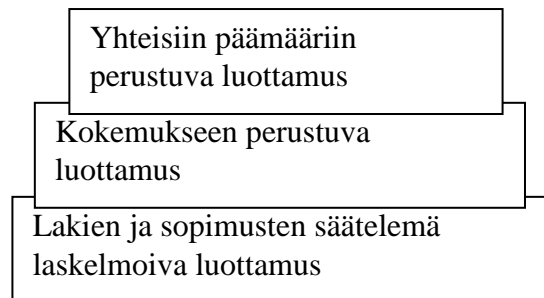 Yhteisiin päämääriin
perustuva luottamus
Kokemukseen perustuva
luottamus
Lakien ja sopimusten säätelemä
laskelmoiva luottamus